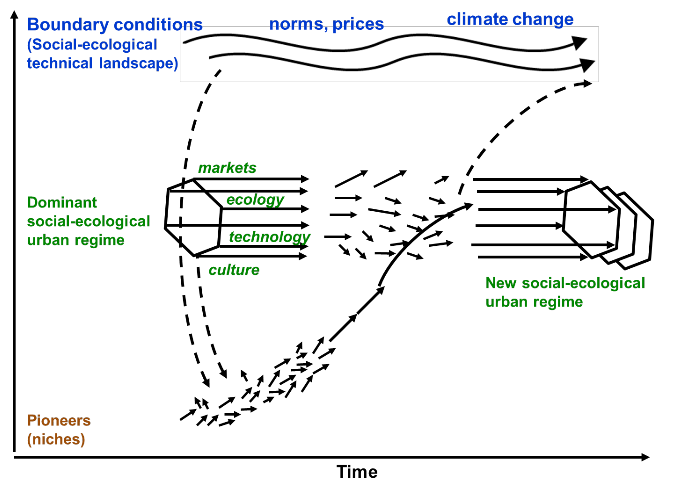 Boundary conditions
(Social-ecological
technical landscape)
norms, prices
climate change
markets
ecology
technology
culture
Dominant
social-ecological
urban regime
New social-ecological
urban regime
Pioneers
(niches)
Time